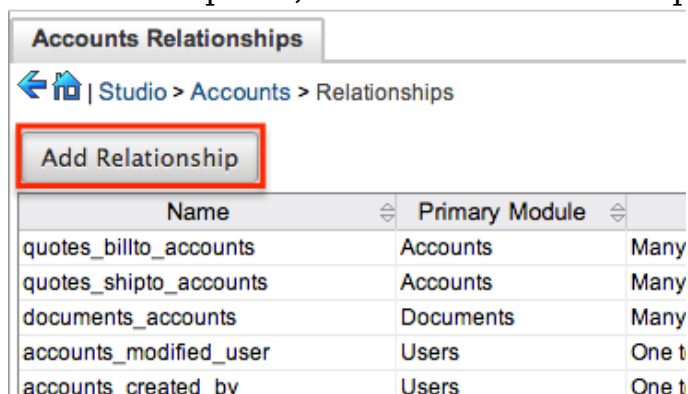 Accounts Relationships
| Studio > Accounts > Relationships
Add Relationship
Name Primary Module
quotes_billto_accounts Accounts Many
quotes_shipto_accounts Accounts Many
documents_accounts Documents Many
accounts_modified_user Users One
accounts_created_by Users One